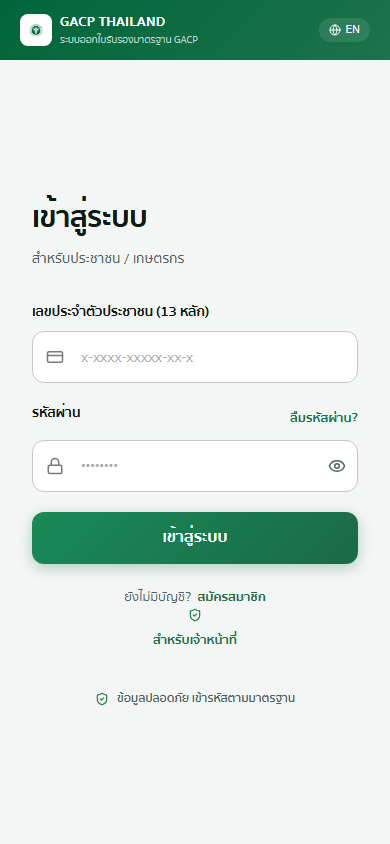 GACP THAILAND
ระบบออกใบรับรองมาตรฐาน GACP
EN
เข้าสู่ระบบ
สำหรับประชาชน / เกษตรกร
เลขประจำตัวประชาชน (13 หลัก)
x-xxxx-xxxxx-xx-x
รหัสผ่าน
ลืมรหัสผ่าน?
••••••••
เข้าสู่ระบบ
ยังไม่มีบัญชี? สมัครสมาชิก
สำหรับเจ้าหน้าที่
ข้อมูลปลอดภัย เข้ารหัสตามมาตรฐาน